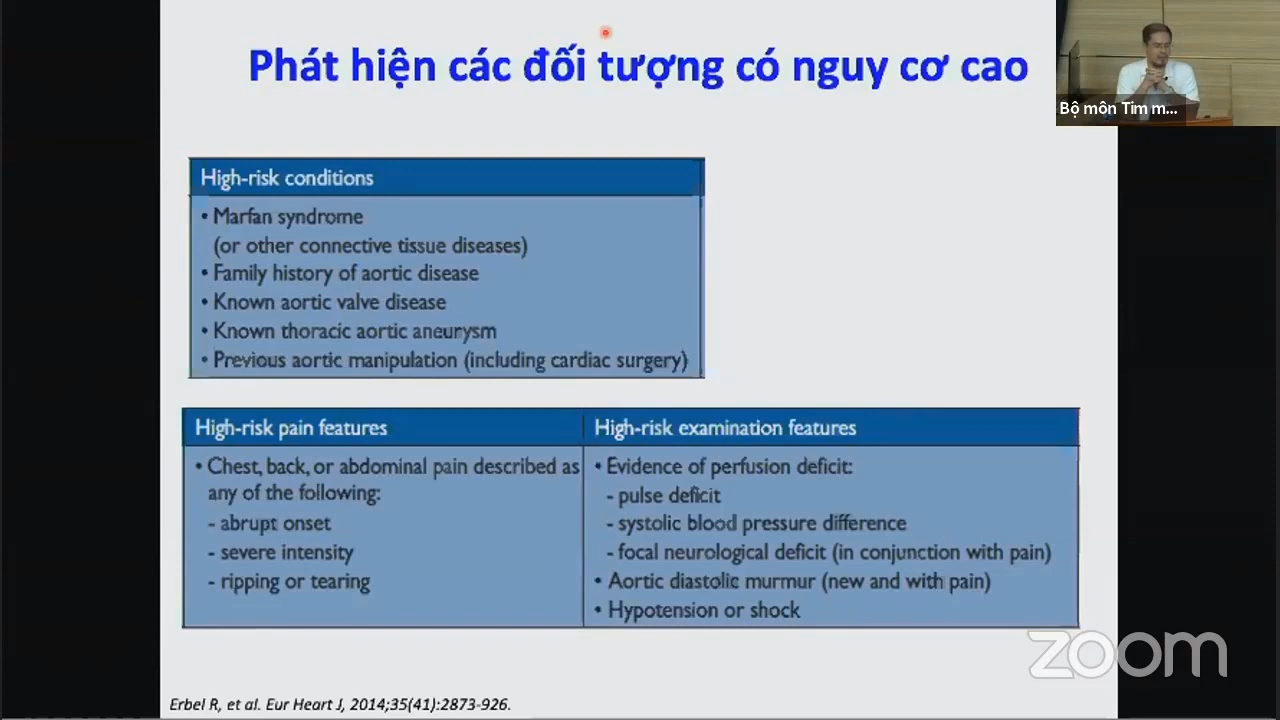 Phát hiện các đối tượng có nguy cơ cao
Bộ môn Tim m...
High-risk conditions
• Marfan syndrome
(or other connective tissue diseases)
• Family history of aortic disease
• Known aortic valve disease
• Known thoracic aortic aneurysm
• Previous aortic manipulation (including cardiac surgery)
High-risk pain features
• Chest, back, or abdominal pain described as
any of the following:
- abrupt onset
- severe intensity
- ripping or tearing
High-risk examination features
• Evidence of perfusion deficit:
- pulse deficit
- systolic blood pressure difference
- focal neurological deficit (in conjunction with pain)
• Aortic diastolic murmur (new and with pain)
• Hypotension or shock
zoom
Erbel R, et al. Eur Heart J, 2014;35(41):2873-926.